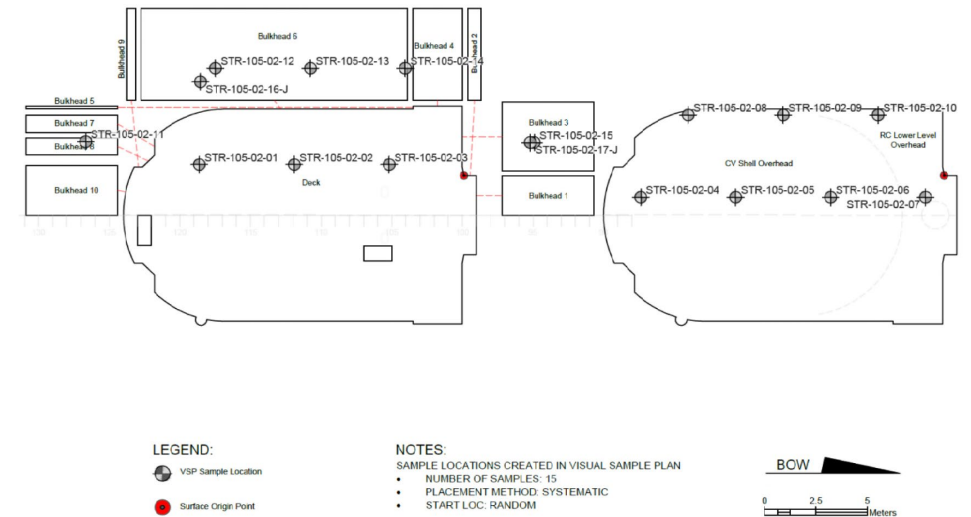 Bulkhead 9
Bulkhead 6
Bulkhead 4
Bulkhead 2
STR-105-02-12
STR-105-02-13
STR-105-02-14
STR-105-02-16-J
Bulkhead 5
Bulkhead 7
STR-105-02-11
Bulkhead 8
Bulkhead 10
STR-105-02-01
STR-105-02-02
STR-105-02-03
Deck
Bulkhead 3
STR-105-02-15
STR-105-02-17-J
Bulkhead 1
STR-105-02-08
STR-105-02-09
STR-105-02-10
RC Lower Level
Overhead
CV Shell Overhead
STR-105-02-04
STR-105-02-05
STR-105-02-06
STR-105-02-07
LEGEND:
VSP Sample Location
Surface Origin Point
NOTES:
SAMPLE LOCATIONS CREATED IN VISUAL SAMPLE PLAN
• NUMBER OF SAMPLES: 15
• PLACEMENT METHOD: SYSTEMATIC
• START LOC: RANDOM
BOW
0 2.5 5
Meters